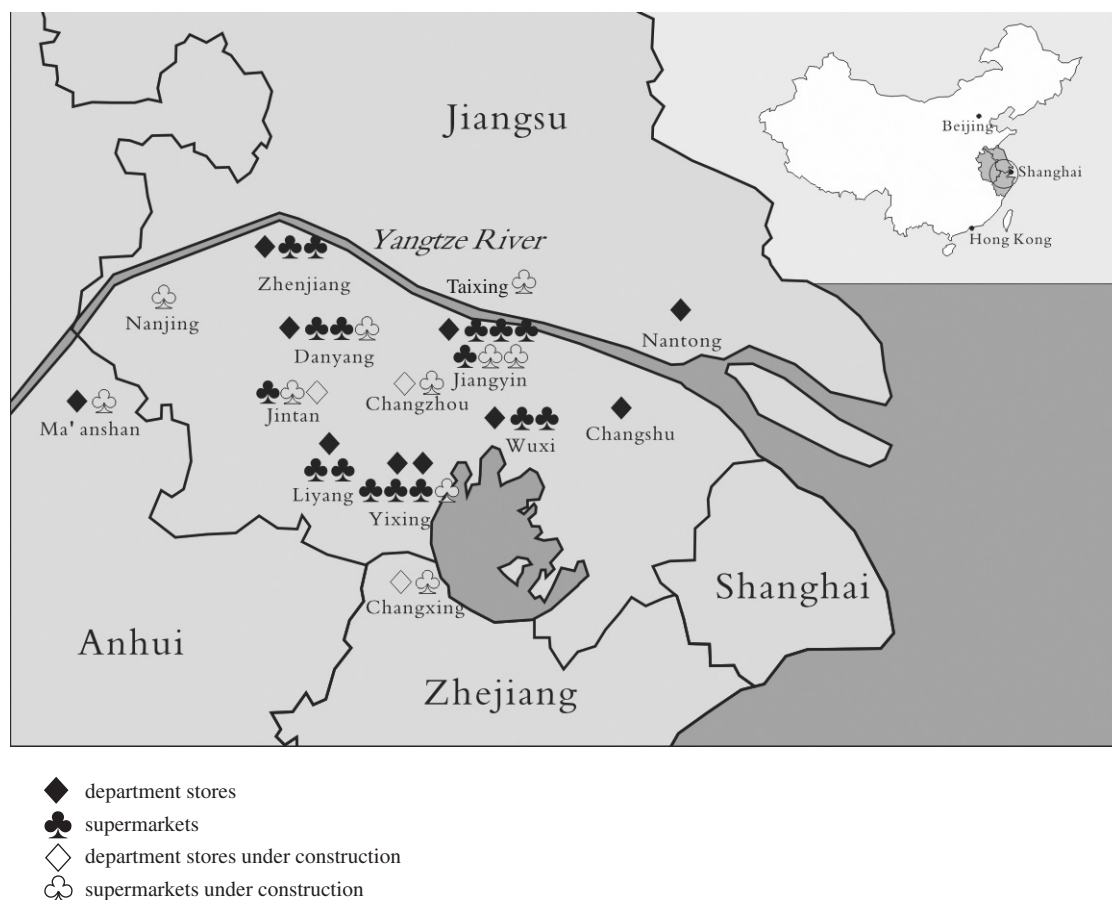 Jiangsu
Beijing
Shanghai
Hong Kong
Yangtze River
Zhenjiang
Taixing
Nanjing
Nantong
Danyang
Jiangyin
Jintan
Changzhou
Ma' anshan
Wuxi
Changshu
Liyang
Yixing
Changxing
Shanghai
Anhui
Zhejiang
department stores
supermarkets
department stores under construction
supermarkets under construction